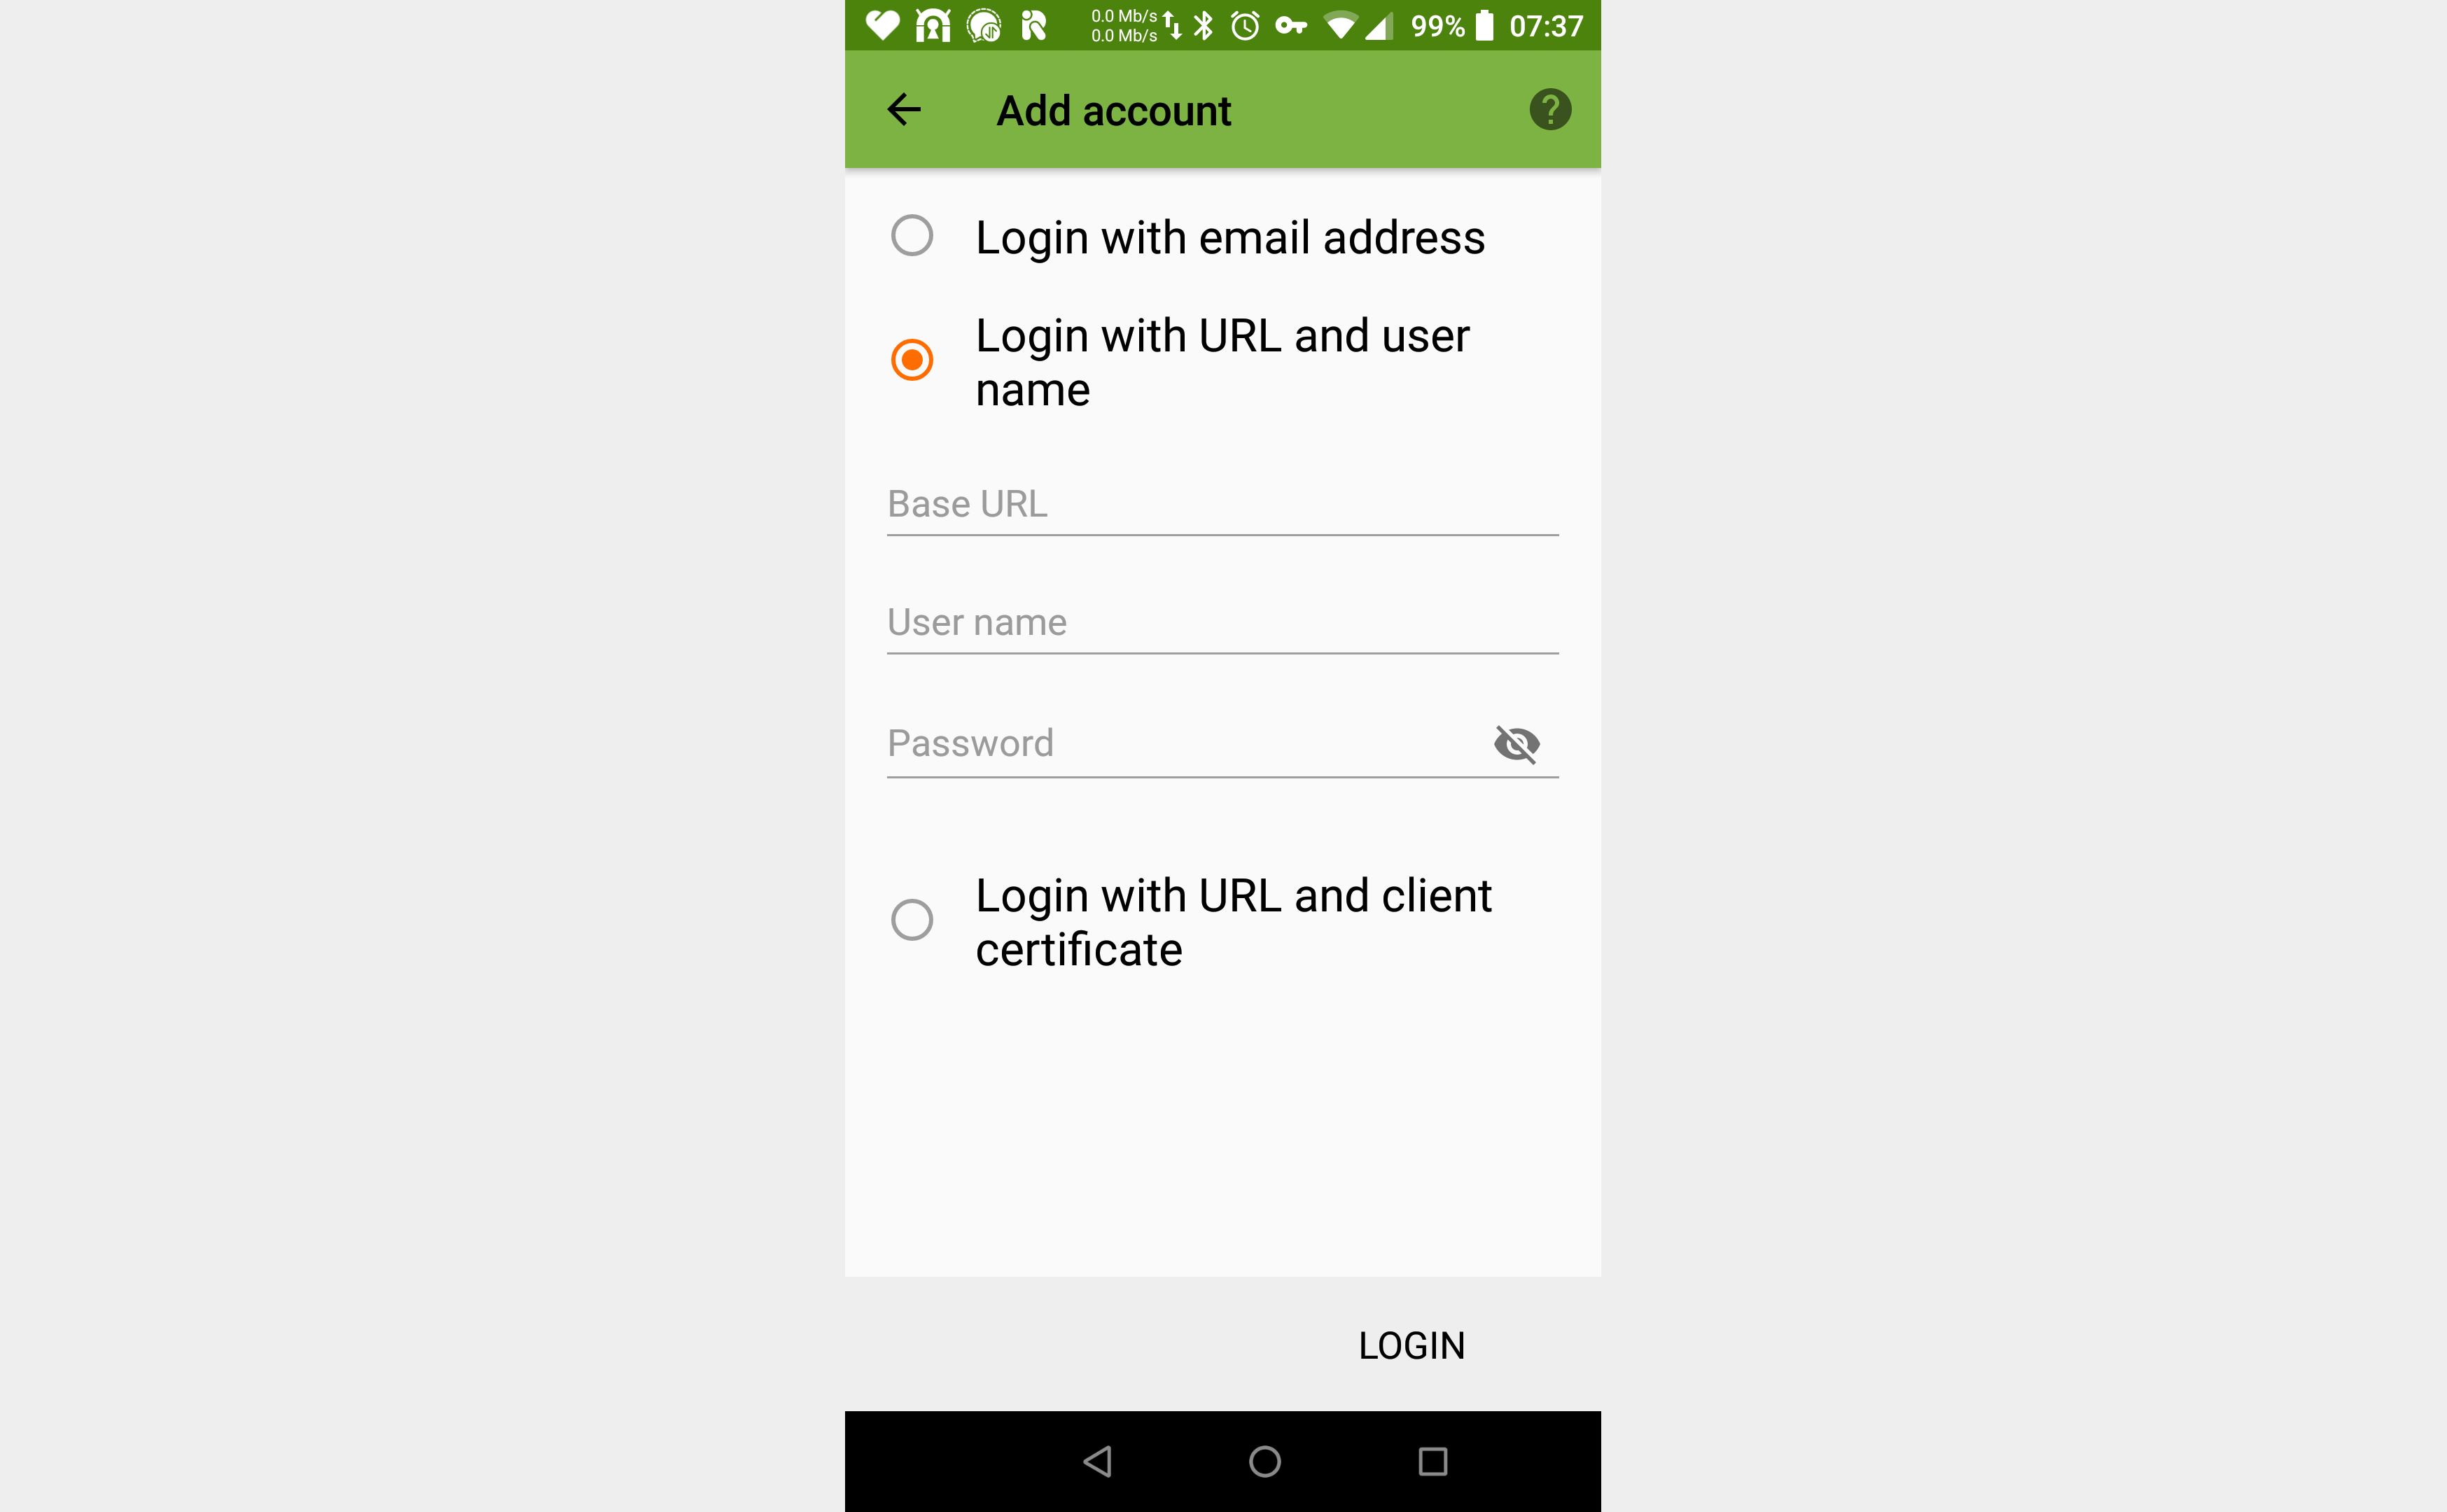 0.0 Mb/s
0.0 Mb/s
99%
07:37
Add account
Login with email address
Login with URL and user
name
Base URL
User name
Password
Login with URL and client
certificate
LOGIN